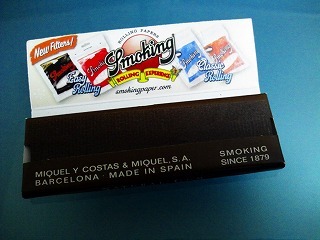 New Filters!
ROLLING PAPERS
Smoking
ROLLING EXPERIENCE
smokingpaper.com
Easy Rolling
Classic Rolling
MIQUEL Y COSTAS & MIQUEL, S.A.
BARCELONA · MADE IN SPAIN
SMOKING
SINCE 1879